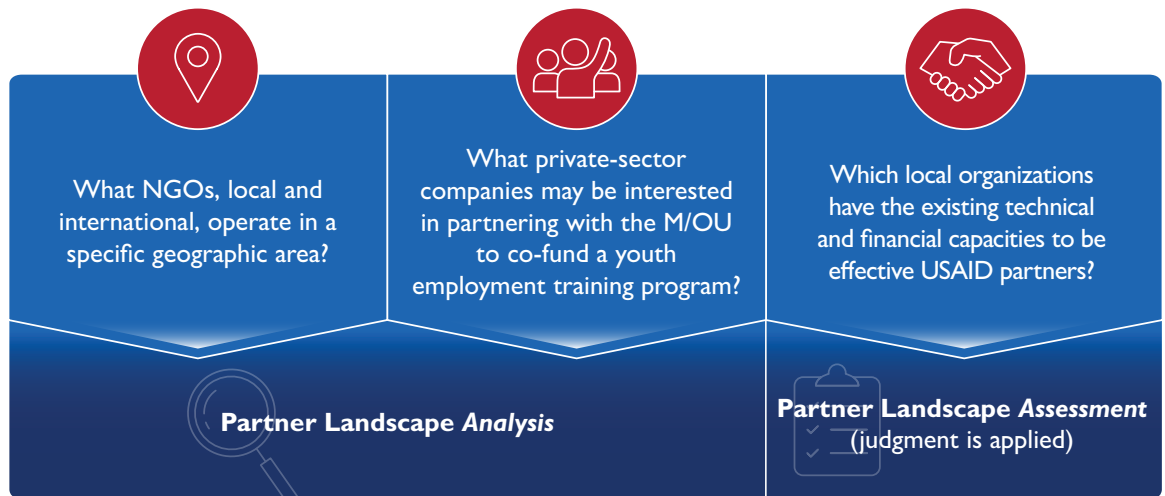 What NGOs, local and
international, operate in a
specific geographic area?
What private-sector
companies may be interested
in partnering with the M/OU
to co-fund a youth
employment training program?
Which local organizations
have the existing technical
and financial capacities to be
effective USAID partners?
Partner Landscape Analysis
Partner Landscape Assessment
(judgment is applied)